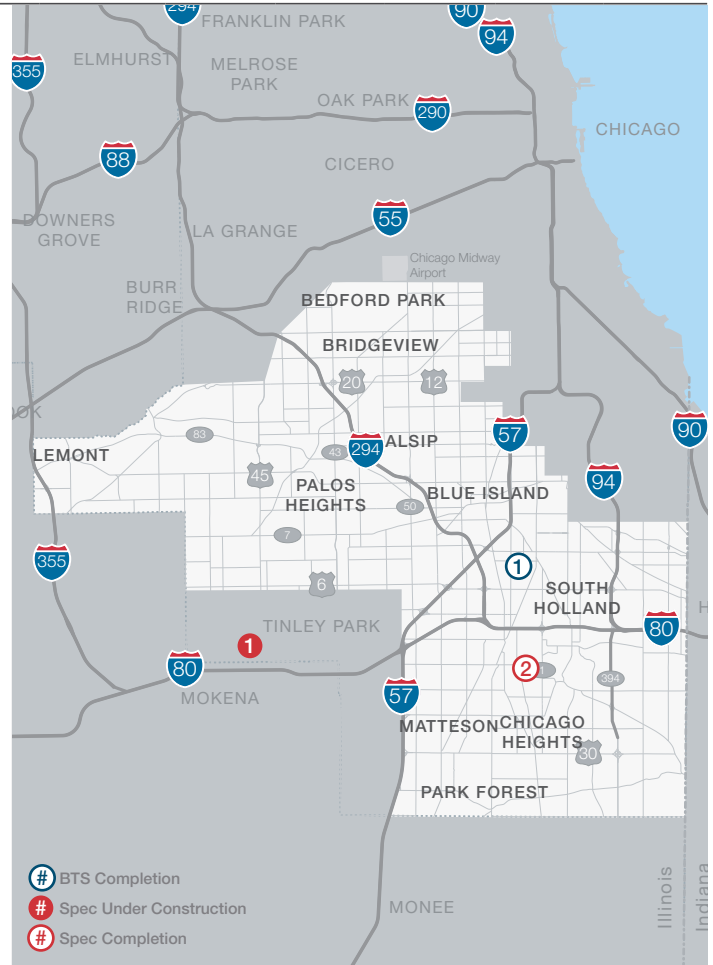 294
FRANKLIN PARK
90
94
ELMHURST
355
MELROSE
PARK
OAK PARK
290
CHICAGO
88
CICERO
55
DOWNERS
GROVE
LA GRANGE
Chicago Midway
Airport
BURR
RIDGE
BEDFORD PARK
BRIDGEVIEW
20
12
OK
83
57
90
LEMONT
43
294
ALSIP
45
94
PALOS
HEIGHTS
BLUE ISLAND
50
7
355
1
6
SOUTH
HOLLAND
H
TINLEY PARK
80
1
80
2
1
394
MOKENA
57
MATTESON
CHICAGO
HEIGHTS
30
PARK FOREST
# BTS Completion
# Spec Under Construction
# Spec Completion
MONEE
Illinois
Indiana